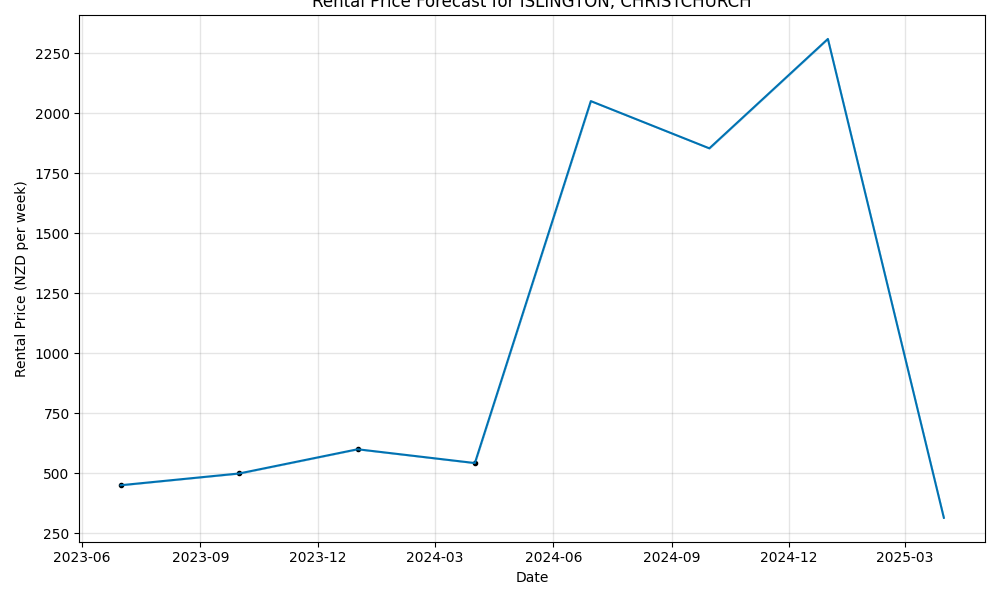 Rental Price Forecast for ISLINGTON, CHRISTCHURCH
2250
2000
1750
1500
1250
1000
750
500
250
Rental Price (NZD per week)
2023-06 2023-09 2023-12 2024-03 2024-06 2024-09 2024-12 2025-03
Date